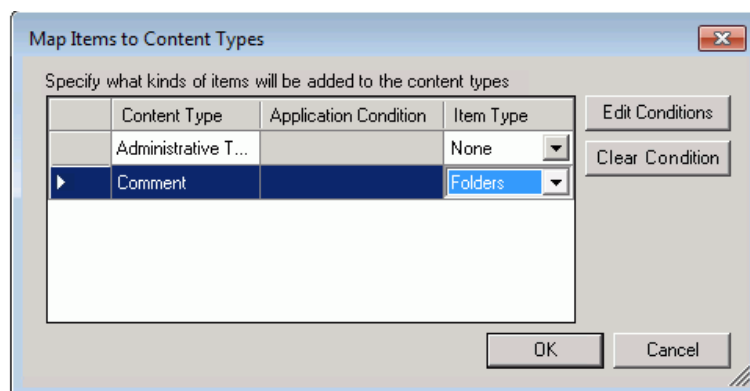 Map Items to Content Types
Specify what kinds of items will be added to the content types
Content Type Application Condition Item Type
Administrative T... None
Comment Folders
Edit Conditions
Clear Condition
OK Cancel